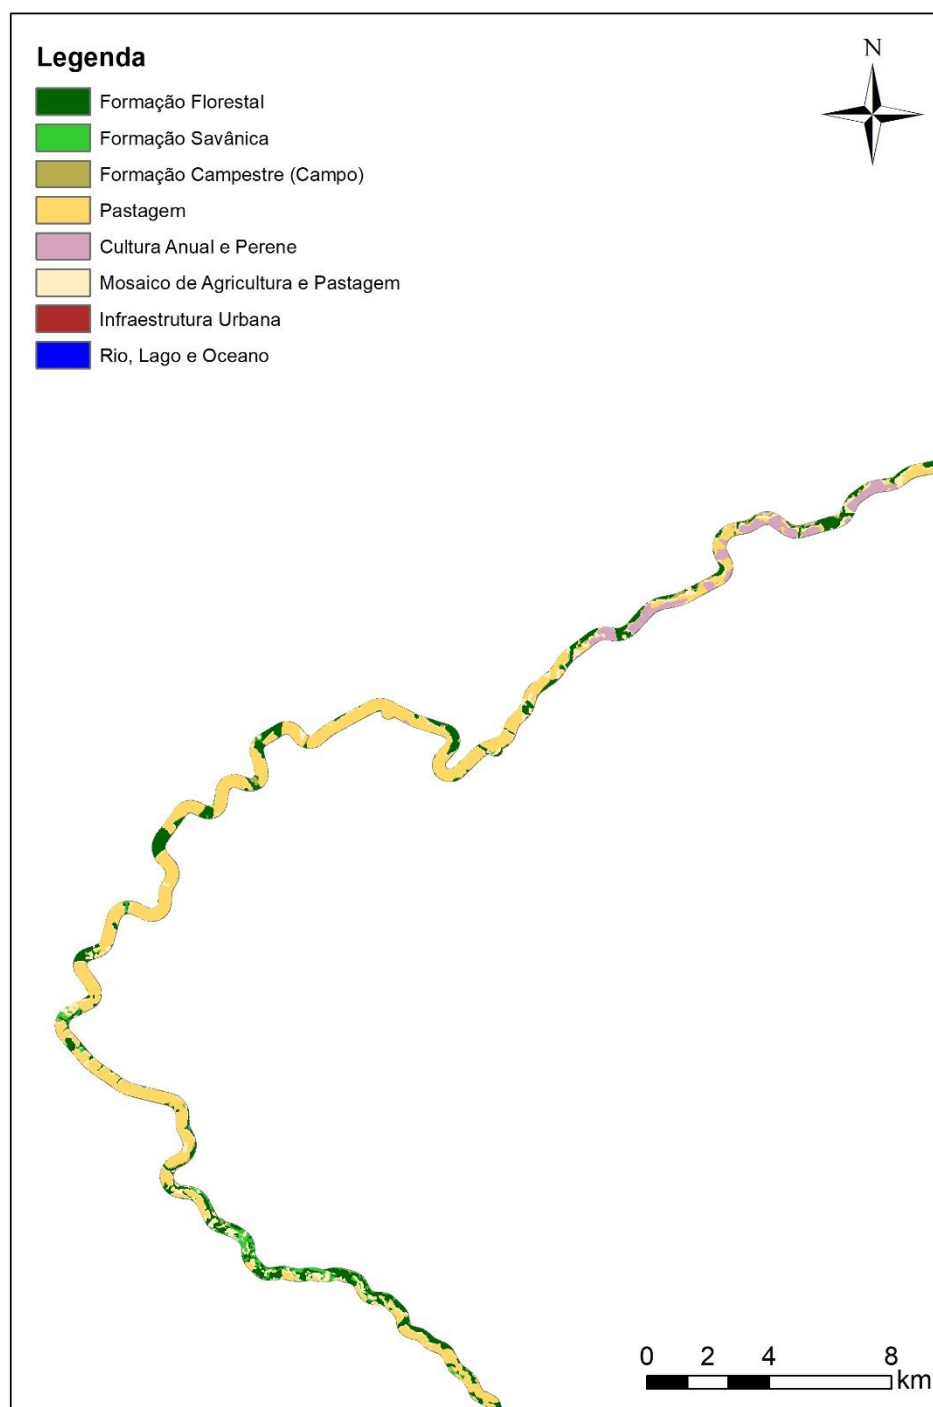 Legenda
N
Formação Florestal
Formação Savânica
Formação Campestre (Campo)
Pastagem
Cultura Anual e Perene
Mosaico de Agricultura e Pastagem
Infraestrutura Urbana
Rio, Lago e Oceano
0 2 4 8
km